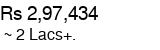 Rs 2,97,434
~ 2 Lacs+.